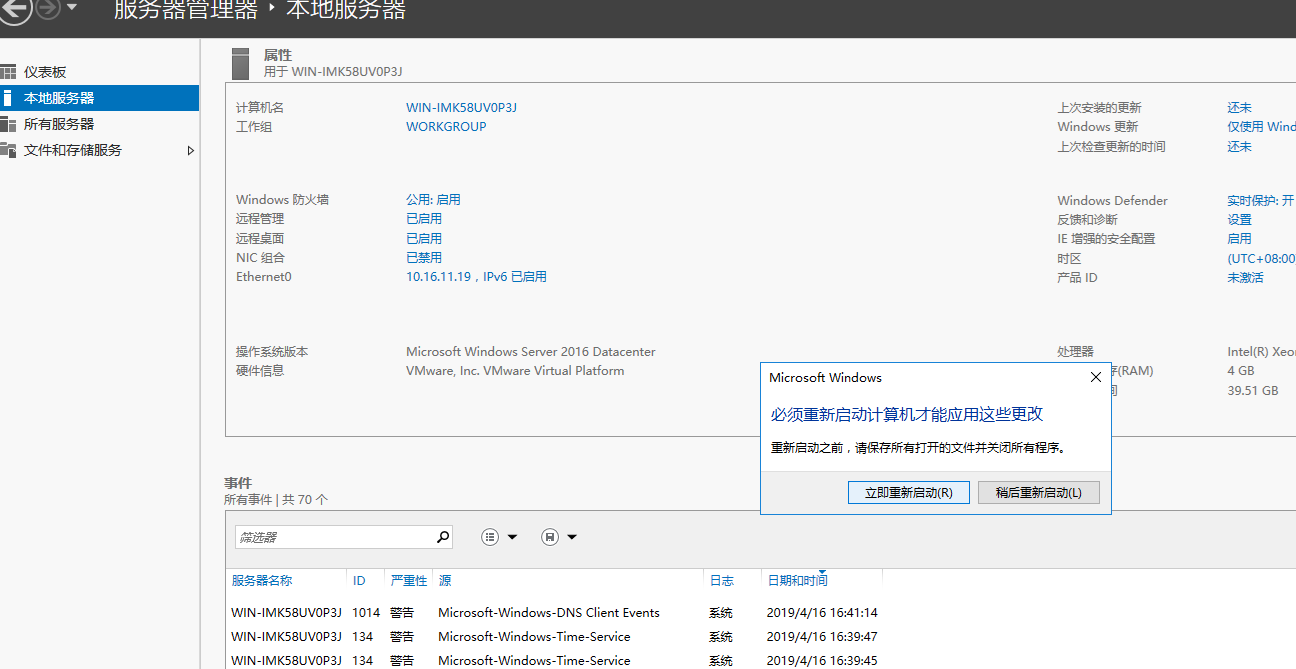 服务器管理器 ‣ 本地服务器
仪表板
本地服务器
所有服务器
文件和存储服务
属性
用于 WIN-IMK58UV0P3J
计算机名 WIN-IMK58UV0P3J
工作组 WORKGROUP
上次安装的更新 还未
Windows 更新 仅使用 Wind
上次检查更新的时间 还未
Windows 防火墙 公用: 启用
远程管理 已启用
远程桌面 已启用
NIC 组合 已禁用
Ethernet0 10.16.11.19，IPv6 已启用
Windows Defender 实时保护: 开
反馈和诊断 设置
IE 增强的安全配置 启用
时区 (UTC+08:00)
产品 ID 未激活
操作系统版本 Microsoft Windows Server 2016 Datacenter
硬件信息 VMware, Inc. VMware Virtual Platform
处理器 Intel(R) Xeo
(RAM) 4 GB
39.51 GB
Microsoft Windows
必须重新启动计算机才能应用这些更改
重新启动之前，请保存所有打开的文件并关闭所有程序。
立即重新启动(R) 稍后重新启动(L)
事件
所有事件 | 共 70 个
筛选器
服务器名称 ID 严重性 源 日志 日期和时间
WIN-IMK58UV0P3J 1014 警告 Microsoft-Windows-DNS Client Events 系统 2019/4/16 16:41:14
WIN-IMK58UV0P3J 134 警告 Microsoft-Windows-Time-Service 系统 2019/4/16 16:39:47
WIN-IMK58UV0P3J 134 警告 Microsoft-Windows-Time-Service 系统 2019/4/16 16:39:45